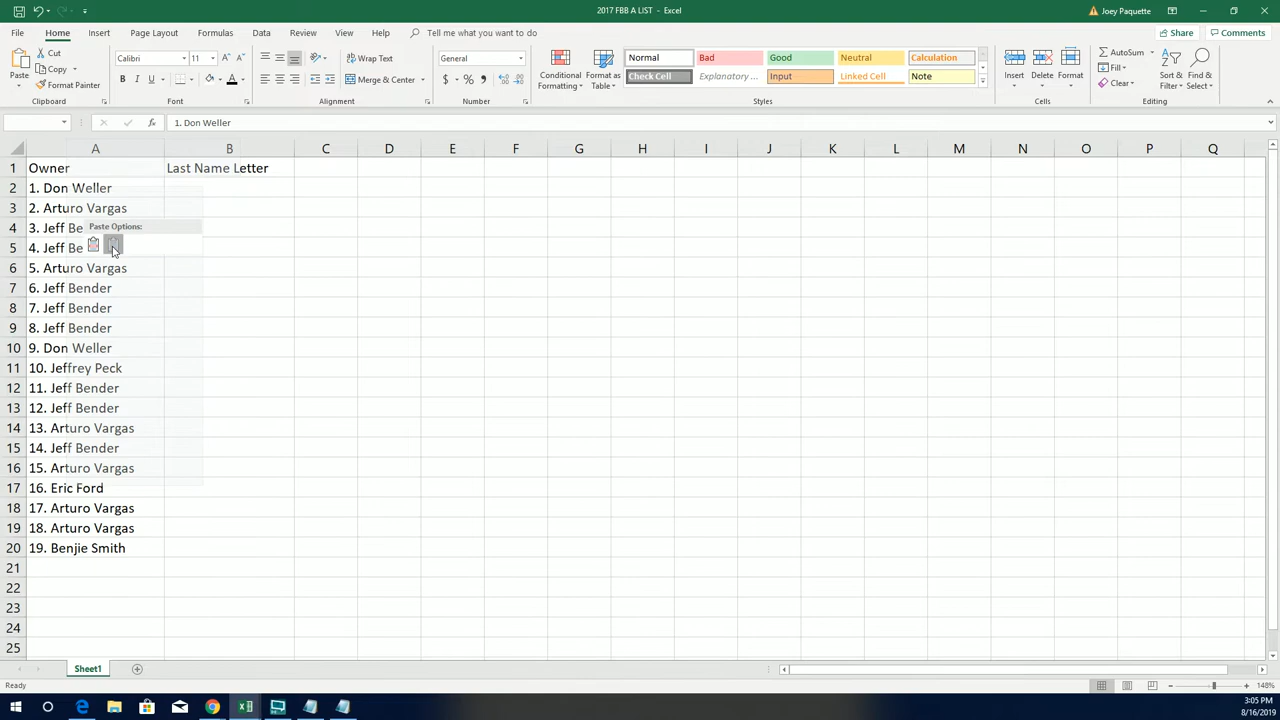 2017 FBB A LIST - Excel
Joey Paquette
File Home Insert Page Layout Formulas Data Review View Help Tell me what you want to do
Share Comments
Paste
Cut
Copy
Format Painter
Clipboard
Calibri 11
B I U
Font
Wrap Text
Merge & Center
Alignment
General
$ % ,
Number
Conditional Formatting
Format as Table
Normal Bad Good Neutral Calculation
Check Cell Explanatory ... Input Linked Cell Note
Styles
Insert Delete Format
Cells
AutoSum
Fill
Clear
Sort & Filter
Find & Select
Editing
fx 1. Don Weller
A B C D E F G H I J K L M N O P Q
1 Owner Last Name Letter
2 1. Don Weller
3 2. Arturo Vargas
4 3. Jeff Be
Paste Options:
5 4. Jeff Be
6 5. Arturo Vargas
7 6. Jeff Bender
8 7. Jeff Bender
9 8. Jeff Bender
10 9. Don Weller
11 10. Jeffrey Peck
12 11. Jeff Bender
13 12. Jeff Bender
14 13. Arturo Vargas
15 14. Jeff Bender
16 15. Arturo Vargas
17 16. Eric Ford
18 17. Arturo Vargas
19 18. Arturo Vargas
20 19. Benjie Smith
21
22
23
24
25
Sheet1
Ready
148%
3:05 PM
8/16/2019